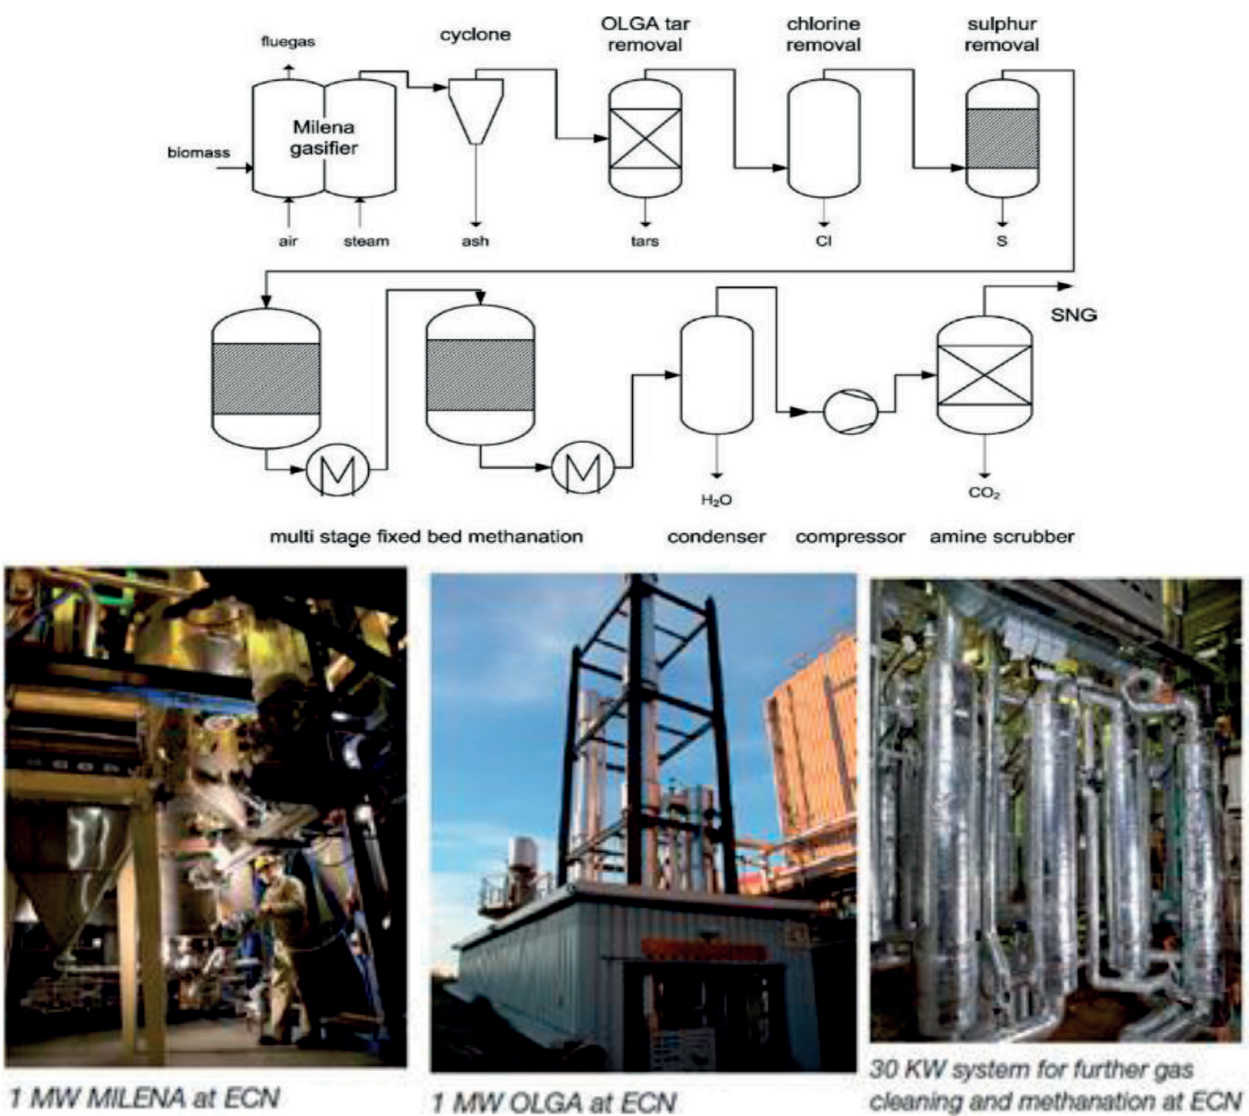 fluegas
cyclone
OLGA tar
removal
chlorine
removal
sulphur
removal
Milena
gasifier
biomass
air
steam
ash
tars
Cl
S
SNG
H₂O
CO₂
multi stage fixed bed methanation
condenser
compressor
amine scrubber
1 MW MILENA at ECN
1 MW OLGA at ECN
30 KW system for further gas
cleaning and methanation at ECN